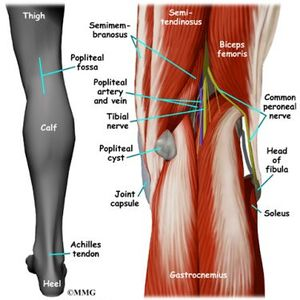 Thigh
Popliteal
fossa
Calf
Achilles
tendon
Heel
©MMG
Semimem-
branosus
Semi-
tendinosus
Biceps
femoris
Popliteal
artery
and vein
Tibial
nerve
Popliteal
cyst
Joint
capsule
Common
peroneal
nerve
Head
of
fibula
Soleus
Gastrocnemius